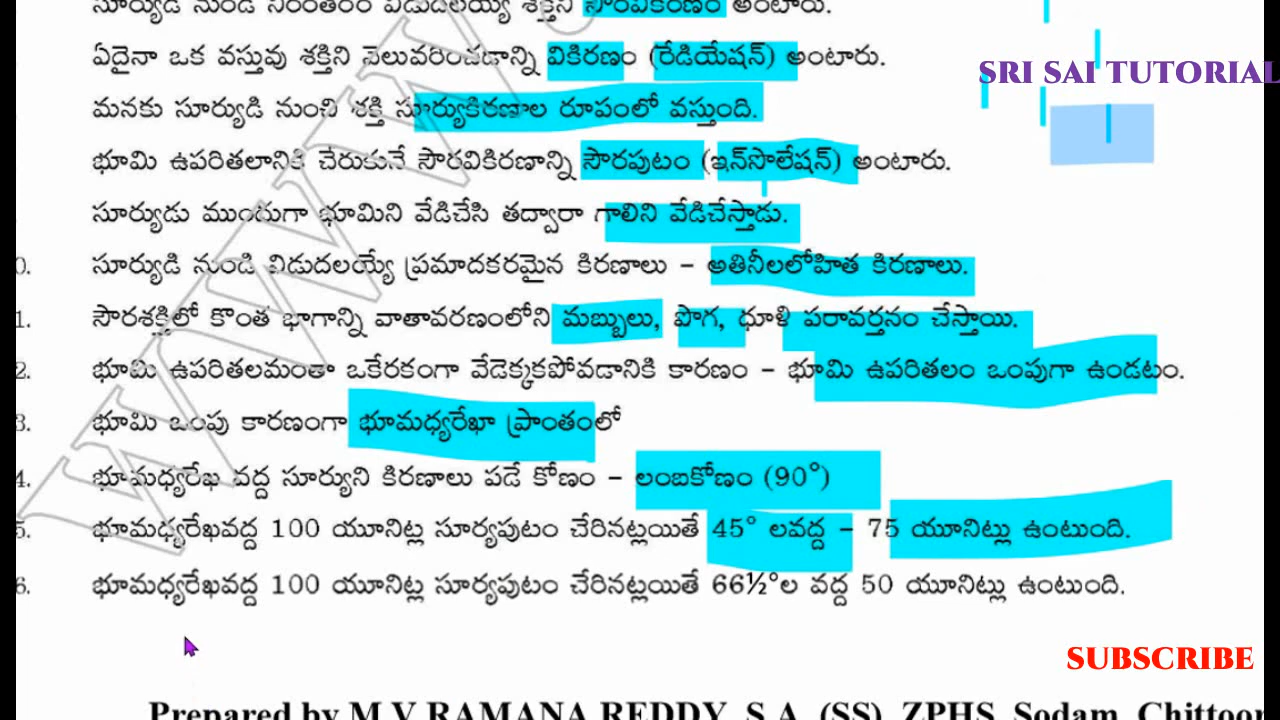 సూర్యుడి నుండి నిరంతరం విడుదలయ్యే శక్తిని సౌరవికిరణం అంటారు.
ఏదైనా ఒక వస్తువు శక్తిని వెలువరించడాన్ని వికిరణం (రేడియేషన్) అంటారు.
SRI SAI TUTORIAL
మనకు సూర్యుడి నుంచి శక్తి సూర్యుకిరణాల రూపంలో వస్తుంది.
భూమి ఉపరితలానికి చేరుకునే సౌరవికిరణాన్ని సౌరపుటం (ఇన్‌సొలేషన్) అంటారు.
సూర్యుడు ముందుగా భూమిని వేడిచేసి తద్వారా గాలిని వేడిచేస్తాడు.
0. సూర్యుడి నుండి విడుదలయ్యే ప్రమాదకరమైన కిరణాలు – అతినీలలోహిత కిరణాలు.
1. సౌరశక్తిలో కొంత భాగాన్ని వాతావరణంలోని మబ్బులు, పొగ, ధూళి పరావర్తనం చేస్తాయి.
2. భూమి ఉపరితలమంతా ఒకేరకంగా వేడెక్కకపోవడానికి కారణం – భూమి ఉపరితలం ఒంపుగా ఉండటం.
3. భూమి ఒంపు కారణంగా భూమధ్యరేఖా ప్రాంతంలో
4. భూమధ్యరేఖ వద్ద సూర్యుని కిరణాలు పడే కోణం – లంబకోణం (90°)
5. భూమధ్యరేఖవద్ద 100 యూనిట్ల సూర్యపుటం చేరినట్లయితే 45° లవద్ద – 75 యూనిట్లు ఉంటుంది.
6. భూమధ్యరేఖవద్ద 100 యూనిట్ల సూర్యపుటం చేరినట్లయితే 66½°ల వద్ద 50 యూనిట్లు ఉంటుంది.
SUBSCRIBE
Prepared by M.V RAMANA REDDY, S.A. (SS), ZPHS, Sodam, Chittoor